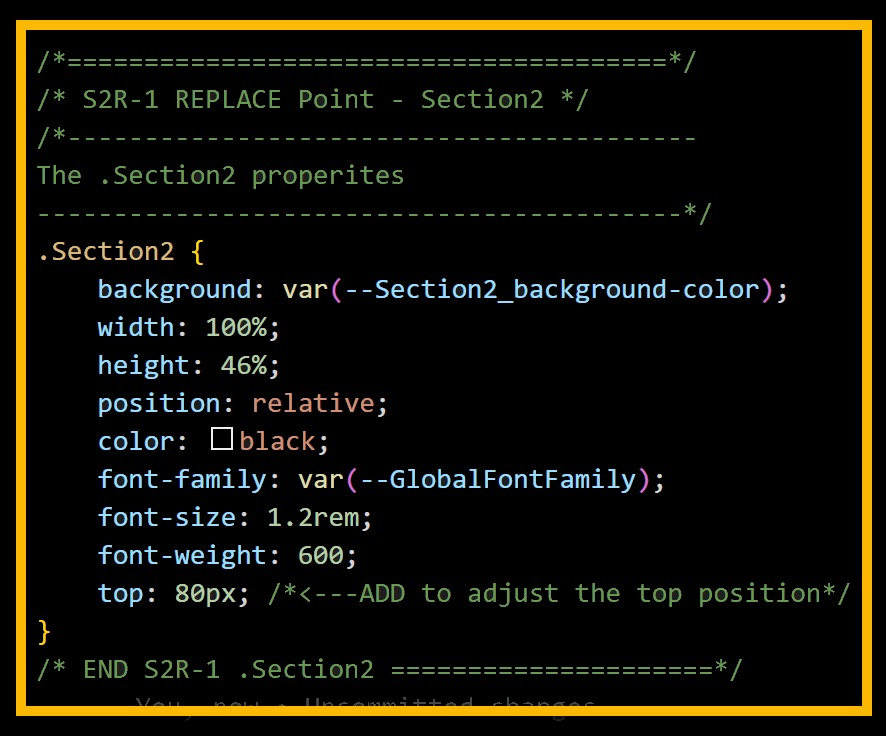 /*=======================================*/
/* S2R-1 REPLACE Point - Section2 */
/*-----------------------------------------
The .Section2 properites
------------------------------------------*/
.Section2 {
    background: var(--Section2_background-color);
    width: 100%;
    height: 46%;
    position: relative;
    color: black;
    font-family: var(--GlobalFontFamily);
    font-size: 1.2rem;
    font-weight: 600;
    top: 80px; /*<---ADD to adjust the top position*/
}
/* END S2R-1 .Section2 =====================*/
You, now • Uncommitted changes